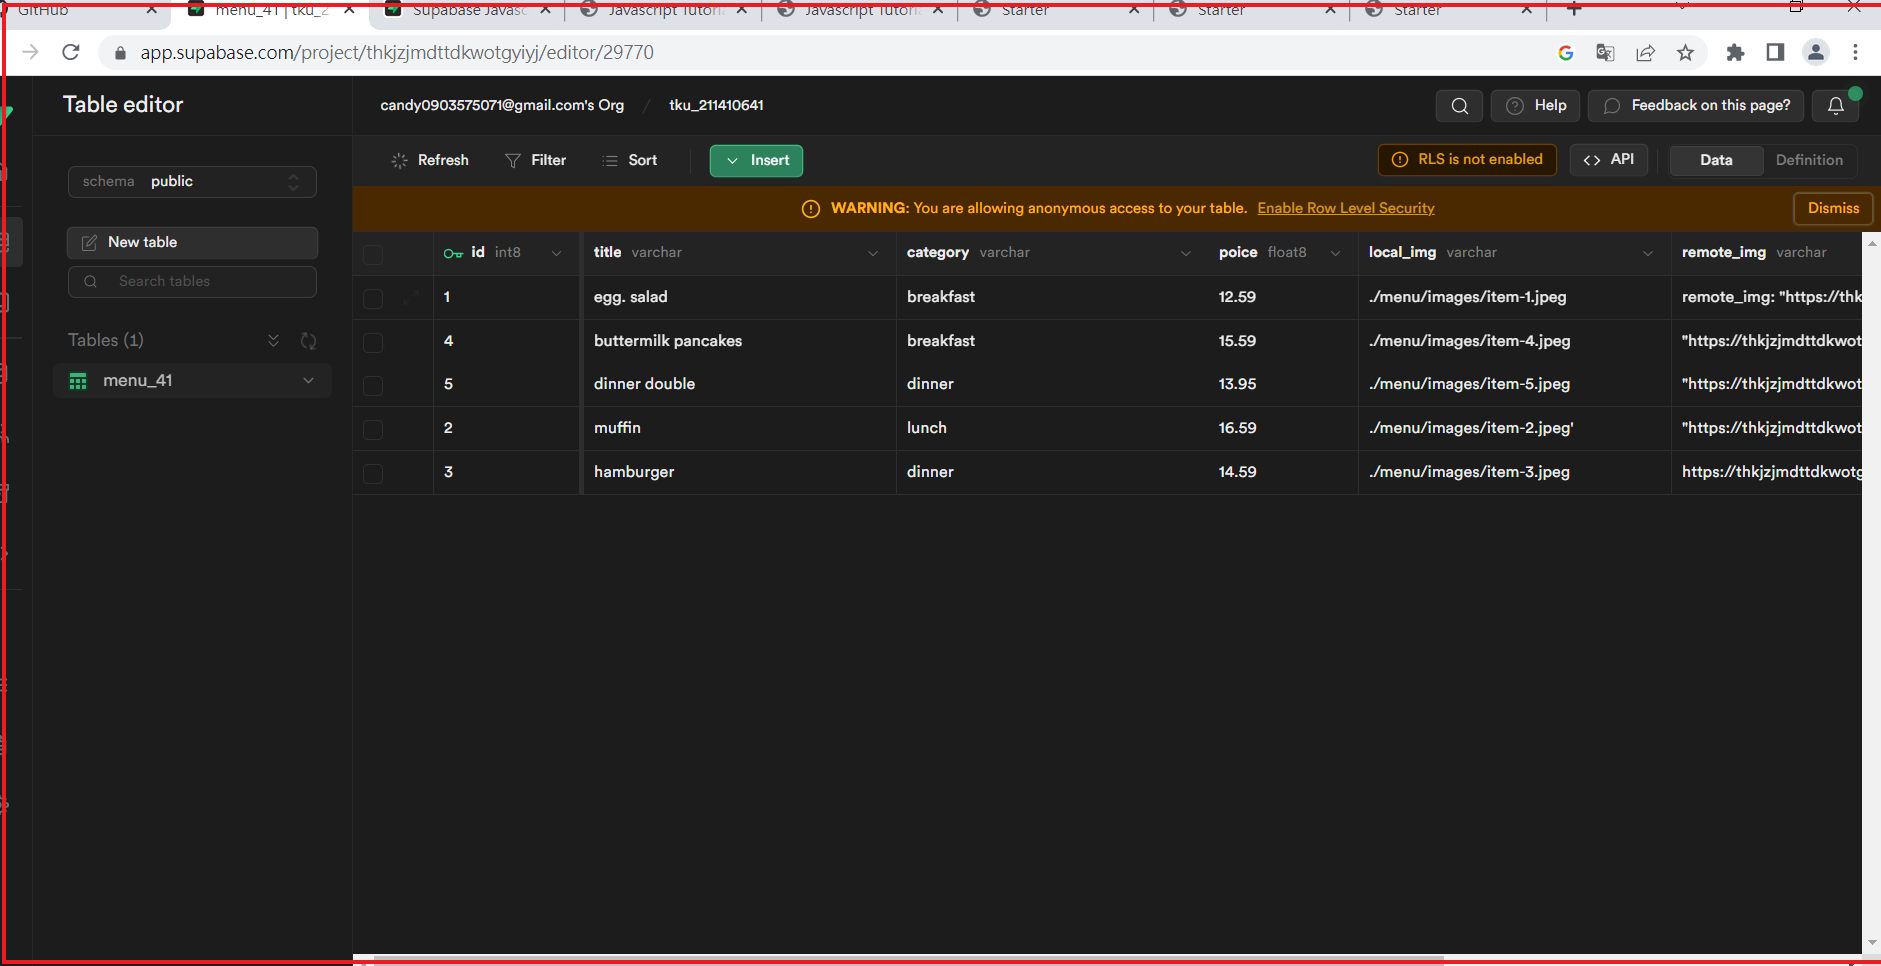 GitHub menu_41 | tku_2 Supabase Javasc Javascript Tutoria Javascript Tutoria Starter Starter Starter
app.supabase.com/project/thkjzjmdttdkwotgyiyj/editor/29770
Table editor
candy0903575071@gmail.com's Org / tku_211410641
Help
Feedback on this page?
Refresh Filter Sort Insert
RLS is not enabled
<> API
Data Definition
schema public
WARNING: You are allowing anonymous access to your table. Enable Row Level Security
Dismiss
New table
Search tables
Tables (1)
menu_41
id int8 title varchar category varchar poice float8 local_img varchar remote_img varchar
1 egg. salad breakfast 12.59 ./menu/images/item-1.jpeg remote_img: "https://thk
4 buttermilk pancakes breakfast 15.59 ./menu/images/item-4.jpeg "https://thkjzjmdttdkwot
5 dinner double dinner 13.95 ./menu/images/item-5.jpeg "https://thkjzjmdttdkwot
2 muffin lunch 16.59 ./menu/images/item-2.jpeg' "https://thkjzjmdttdkwot
3 hamburger dinner 14.59 ./menu/images/item-3.jpeg https://thkjzjmdttdkwotg